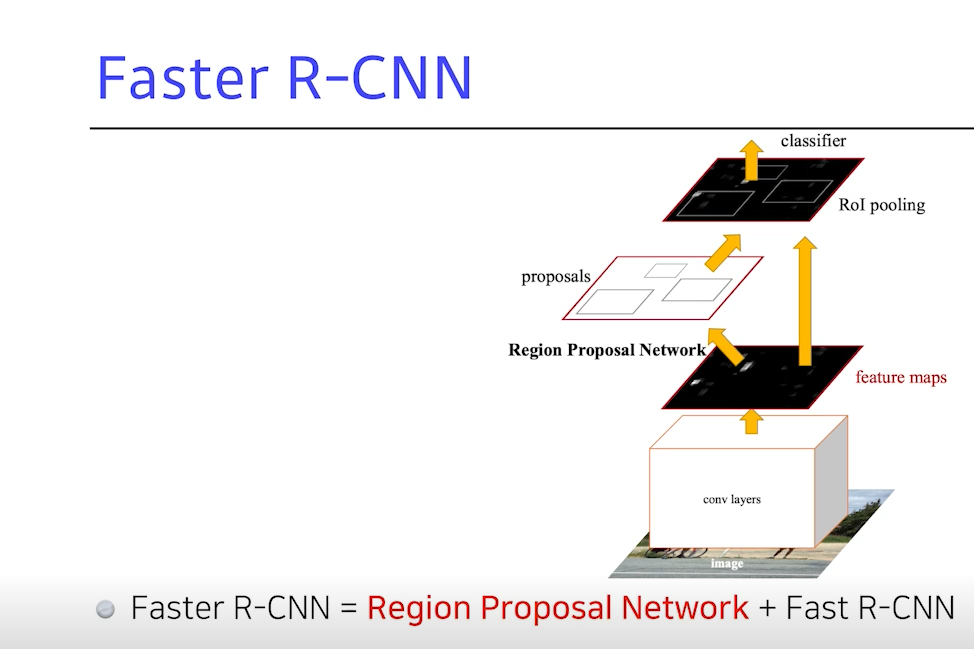 Faster R-CNN
classifier
RoI pooling
proposals
Region Proposal Network
feature maps
conv layers
image
Faster R-CNN = Region Proposal Network + Fast R-CNN